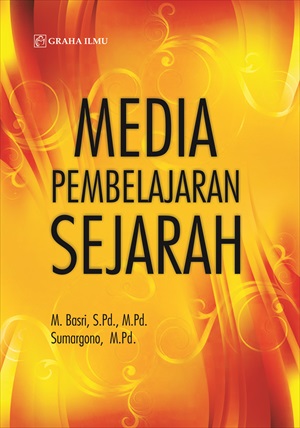 GRAHA ILMU
MEDIA
PEMBELAJARAN
SEJARAH
M. Basri, S.Pd., M.Pd.
Sumargono, M.Pd.